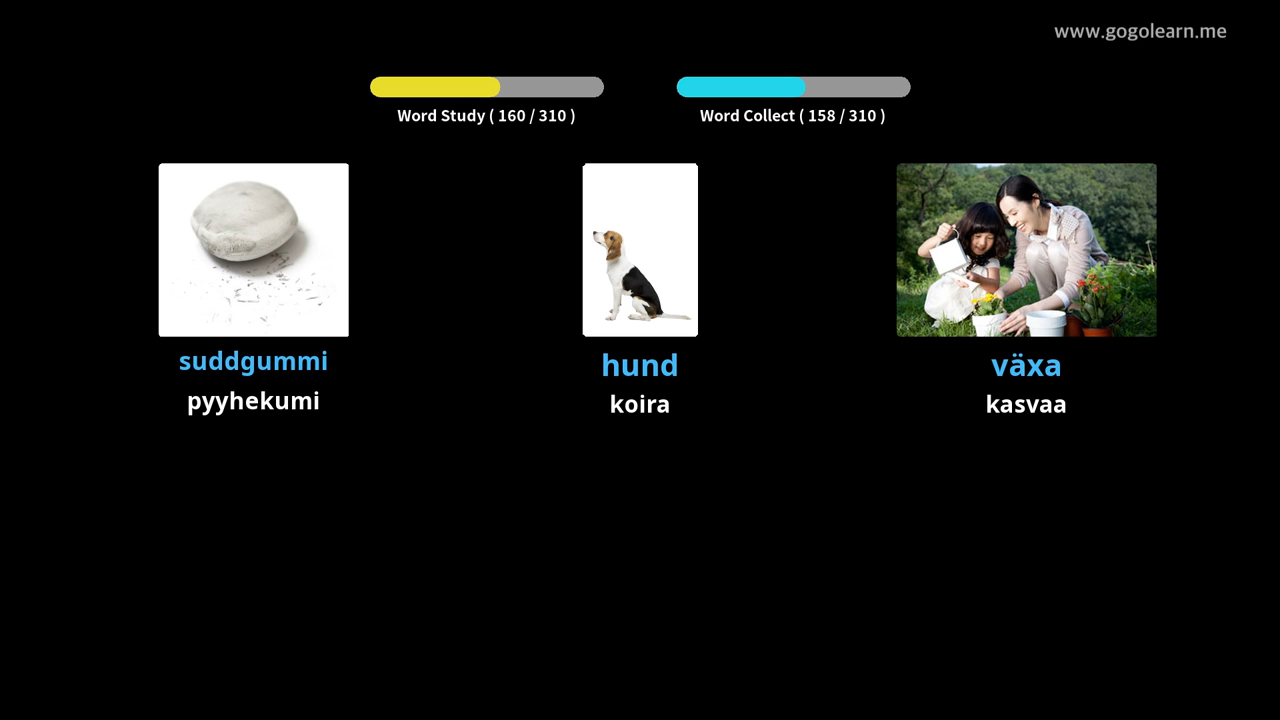 www.gogolearn.me
Word Study ( 160 / 310 )
Word Collect ( 158 / 310 )
suddgummi
pyyhekumi
hund
koira
växa
kasvaa